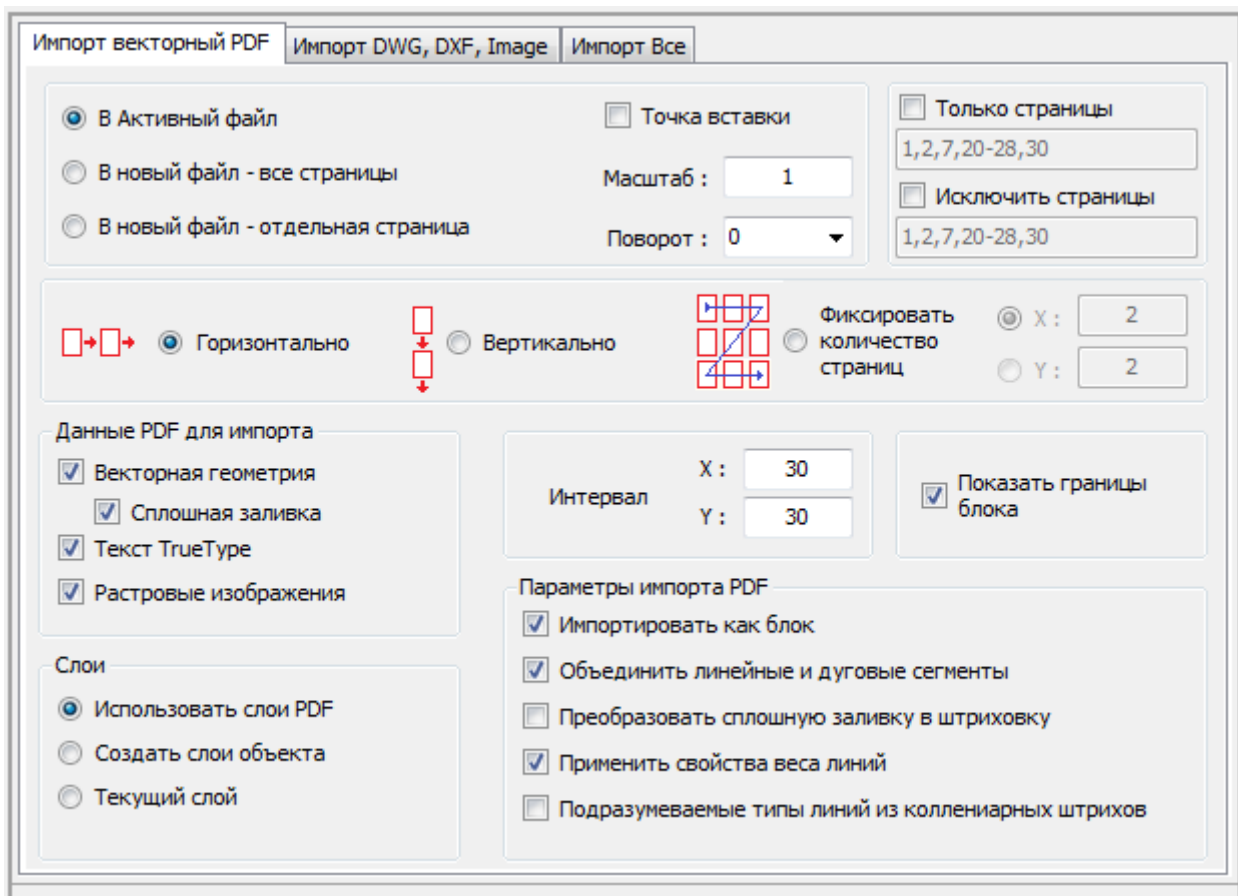 Импорт векторный PDF
Импорт DWG, DXF, Image
Импорт Все
В Активный файл
В новый файл - все страницы
В новый файл - отдельная страница
Точка вставки
Масштаб : 1
Поворот : 0
Только страницы
1,2,7,20-28,30
Исключить страницы
1,2,7,20-28,30
Горизонтально
Вертикально
Фиксировать
количество
страниц
X : 2
Y : 2
Данные PDF для импорта
Векторная геометрия
Сплошная заливка
Текст TrueType
Растровые изображения
Интервал
X : 30
Y : 30
Показать границы
блока
Слои
Использовать слои PDF
Создать слои объекта
Текущий слой
Параметры импорта PDF
Импортировать как блок
Объединить линейные и дуговые сегменты
Преобразовать сплошную заливку в штриховку
Применить свойства веса линий
Подразумеваемые типы линий из коллениарных штрихов